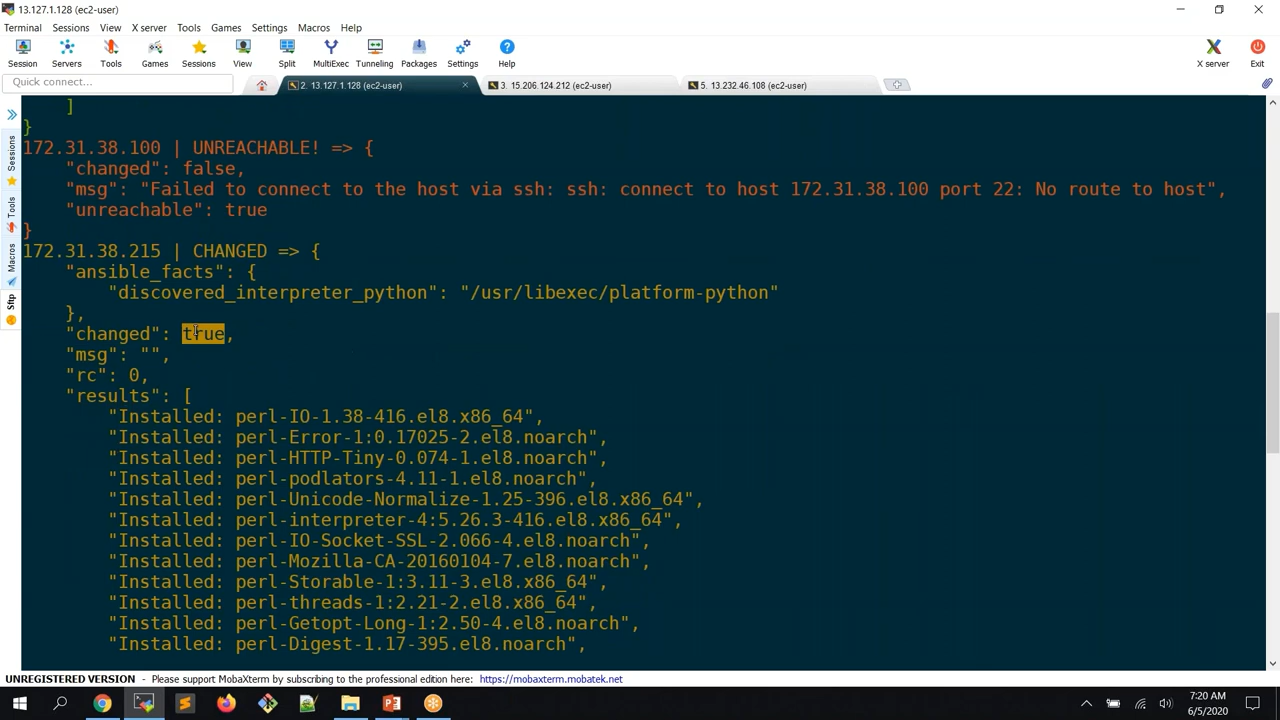 13.127.1.128 (ec2-user)
Terminal Sessions View X server Tools Games Settings Macros Help
Session Servers Tools Games Sessions View Split MultiExec Tunneling Packages Settings Help X server Exit
Quick connect...
2. 13.127.1.128 (ec2-user)
3. 15.206.124.212 (ec2-user)
5. 13.232.46.108 (ec2-user)
Sessions
Tools
Macros
Sftp
]
}
172.31.38.100 | UNREACHABLE! => {
"changed": false,
"msg": "Failed to connect to the host via ssh: ssh: connect to host 172.31.38.100 port 22: No route to host",
"unreachable": true
}
172.31.38.215 | CHANGED => {
"ansible_facts": {
"discovered_interpreter_python": "/usr/libexec/platform-python"
},
"changed": true,
"msg": "",
"rc": 0,
"results": [
"Installed: perl-IO-1.38-416.el8.x86_64",
"Installed: perl-Error-1:0.17025-2.el8.noarch",
"Installed: perl-HTTP-Tiny-0.074-1.el8.noarch",
"Installed: perl-podlators-4.11-1.el8.noarch",
"Installed: perl-Unicode-Normalize-1.25-396.el8.x86_64",
"Installed: perl-interpreter-4:5.26.3-416.el8.x86_64",
"Installed: perl-IO-Socket-SSL-2.066-4.el8.noarch",
"Installed: perl-Mozilla-CA-20160104-7.el8.noarch",
"Installed: perl-Storable-1:3.11-3.el8.x86_64",
"Installed: perl-threads-1:2.21-2.el8.x86_64",
"Installed: perl-Getopt-Long-1:2.50-4.el8.noarch",
"Installed: perl-Digest-1.17-395.el8.noarch",
UNREGISTERED VERSION - Please support MobaXterm by subscribing to the professional edition here: https://mobaxterm.mobatek.net
7:20 AM
6/5/2020